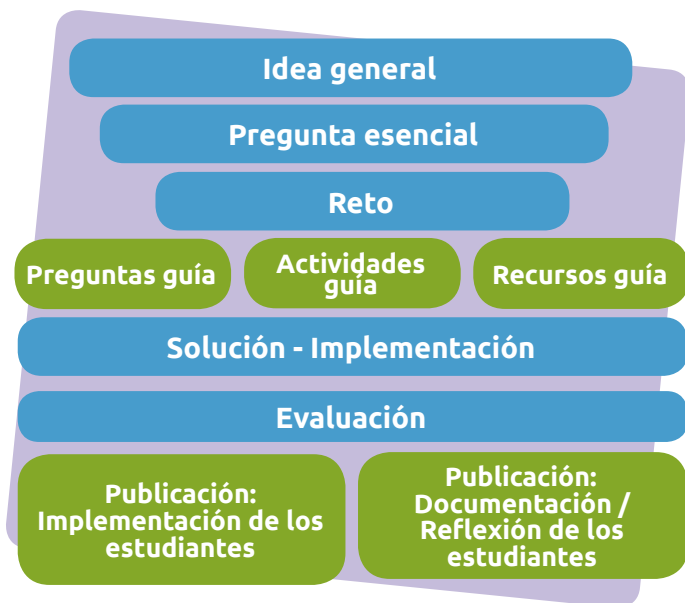 Idea general
Pregunta esencial
Reto
Preguntas guía
Actividades
guía
Recursos guía
Solución - Implementación
Evaluación
Publicación:
Implementación de los
estudiantes
Publicación:
Documentación /
Reflexión de los
estudiantes